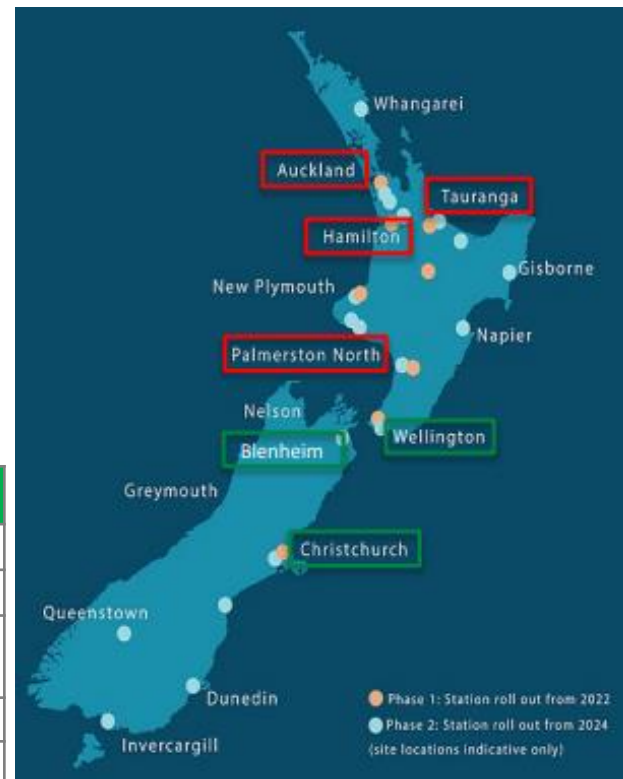 Whangarei
Auckland
Tauranga
Hamilton
Gisborne
New Plymouth
Napier
Palmerston North
Nelson
Wellington
Blenheim
Greymouth
Christchurch
Queenstown
Dunedin
Phase 1: Station roll out from 2022
Phase 2: Station roll out from 2024
(site locations indicative only)
Invercargill